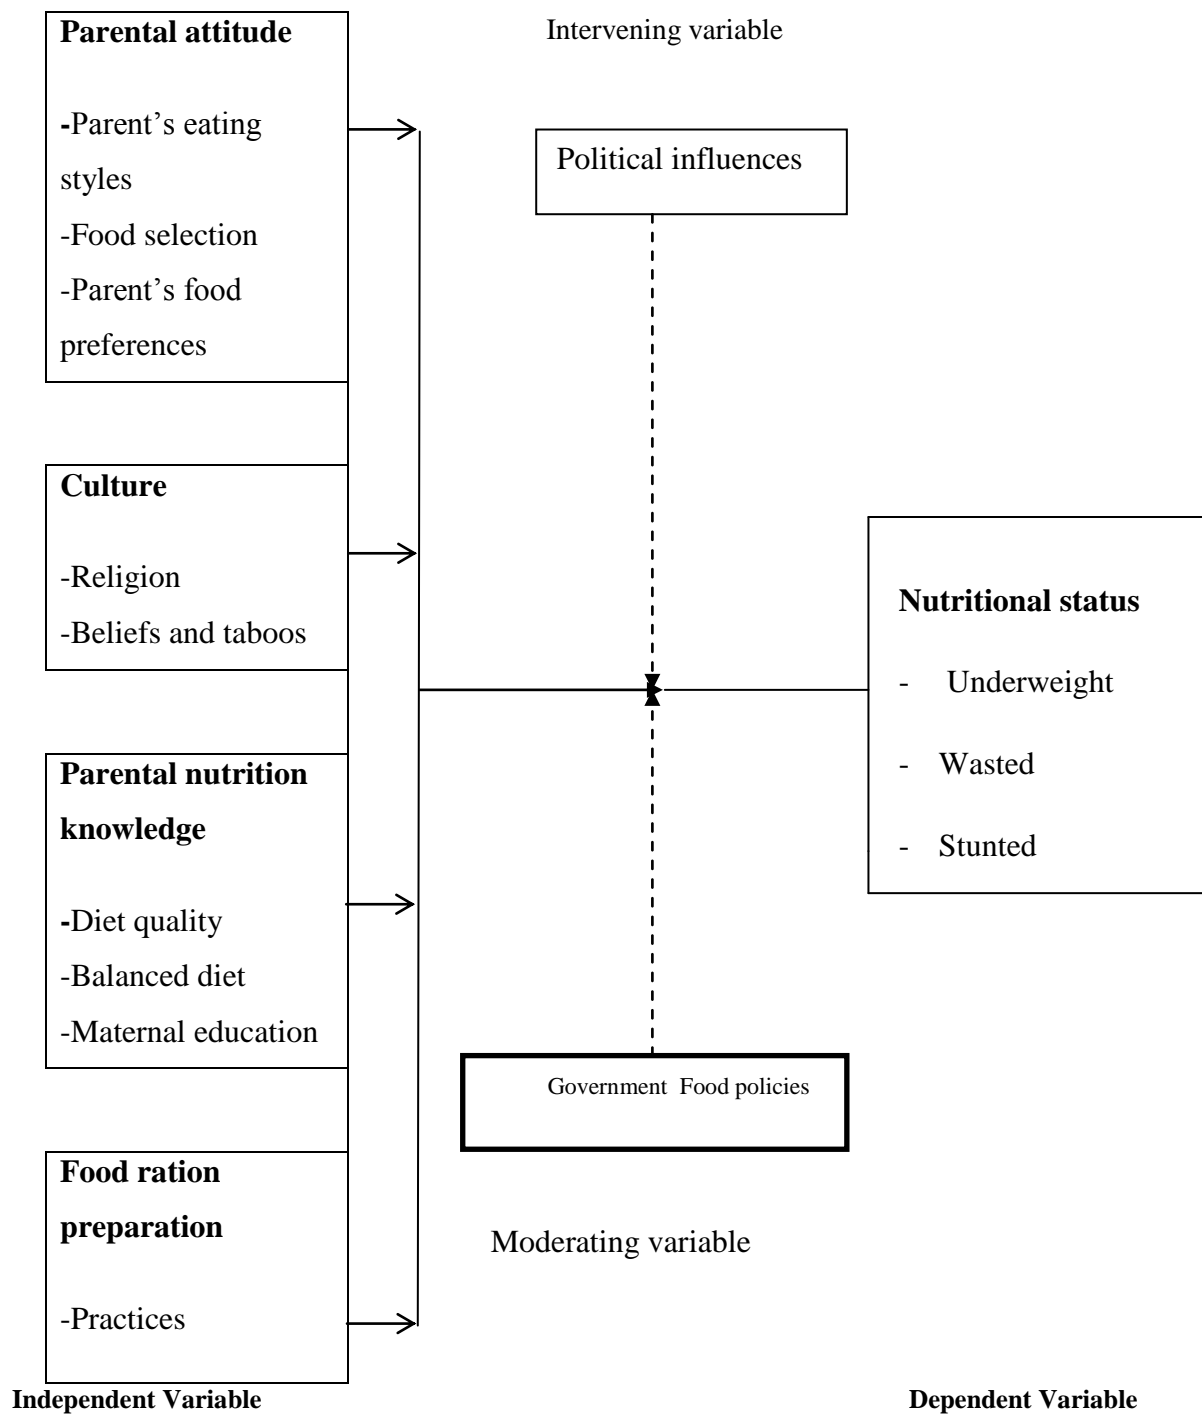 Parental attitude
-Parent’s eating
styles
-Food selection
-Parent’s food
preferences
Intervening variable
Political influences
Culture
-Religion
-Beliefs and taboos
Nutritional status
- Underweight
- Wasted
- Stunted
Parental nutrition
knowledge
-Diet quality
-Balanced diet
-Maternal education
Government Food policies
Food ration
preparation
-Practices
Moderating variable
Independent Variable
Dependent Variable